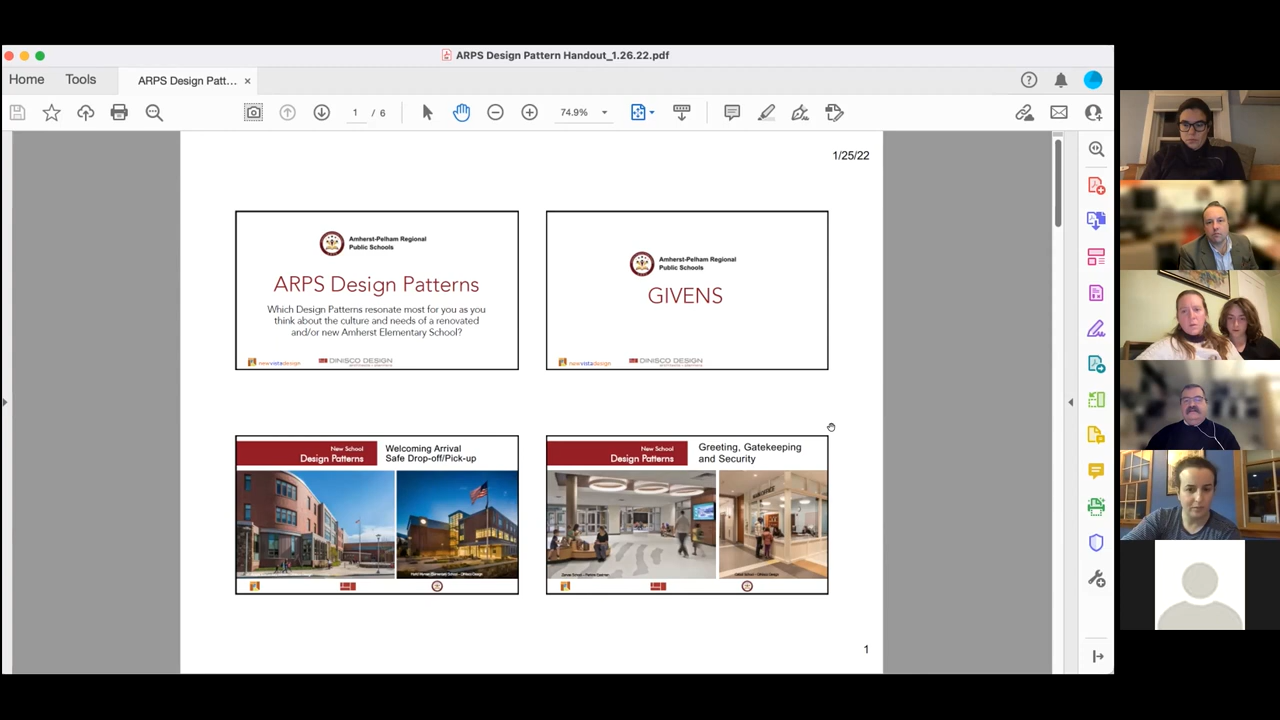 ARPS Design Pattern Handout_1.26.22.pdf
Home
Tools
ARPS Design Patt...
1 / 6
74.9%
1/25/22
Amherst-Pelham Regional
Public Schools
ARPS Design Patterns
Which Design Patterns resonate most for you as you
think about the culture and needs of a renovated
and/or new Amherst Elementary School?
newvistadesign
DINISCO DESIGN
Amherst-Pelham Regional
Public Schools
GIVENS
newvistadesign
DINISCO DESIGN
New School
Design Patterns
Welcoming Arrival
Safe Drop-off/Pick-up
New School
Design Patterns
Greeting, Gatekeeping
and Security
1